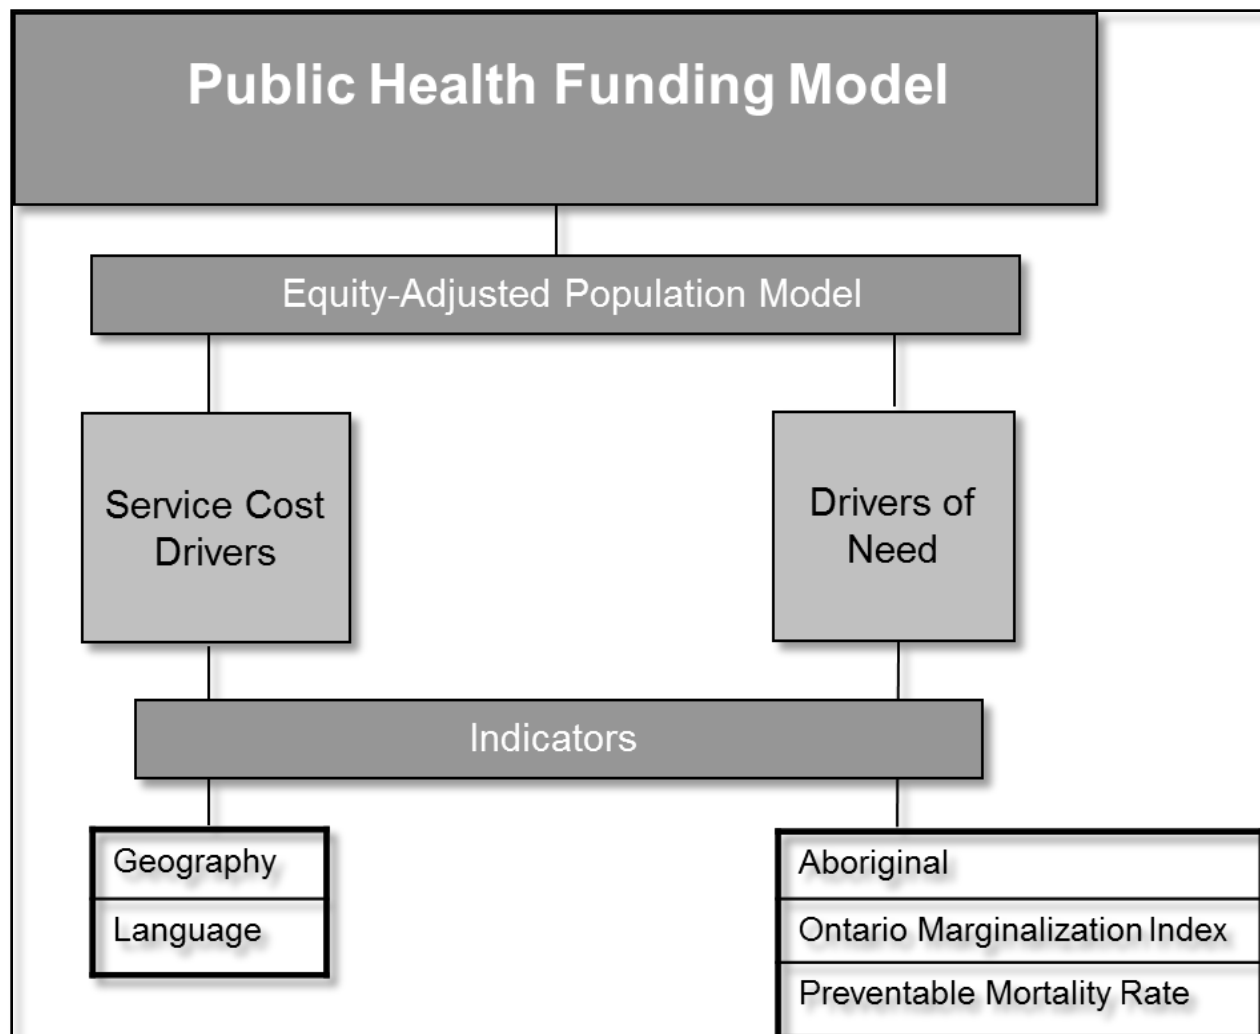 Public Health Funding Model
Equity-Adjusted Population Model
Service Cost
Drivers
Drivers of
Need
Indicators
Geography
Language
Aboriginal
Ontario Marginalization Index
Preventable Mortality Rate